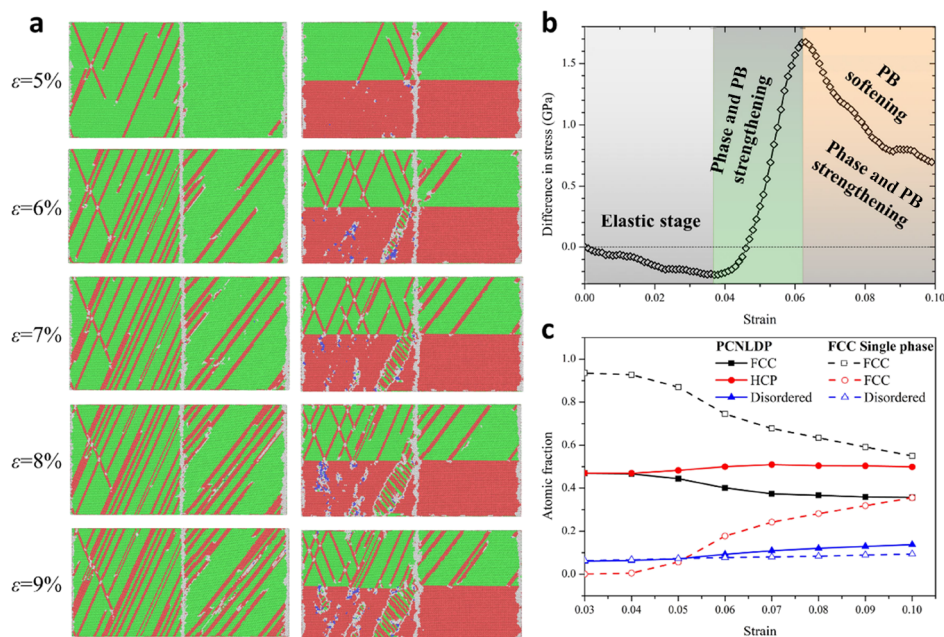 a
ε=5%
ε=6%
ε=7%
ε=8%
ε=9%
b
Difference in stress (GPa)
1.5
1.0
0.5
0.0
Elastic stage
Phase and PB
strengthening
PB
softening
Phase and PB
strengthening
0.00 0.02 0.04 0.06 0.08 0.10
Strain
c
Atomic fraction
1.0
0.8
0.6
0.4
0.2
0.0
PCNLDP
FCC
HCP
Disordered
FCC Single phase
FCC
FCC
Disordered
0.03 0.04 0.05 0.06 0.07 0.08 0.09 0.10
Strain